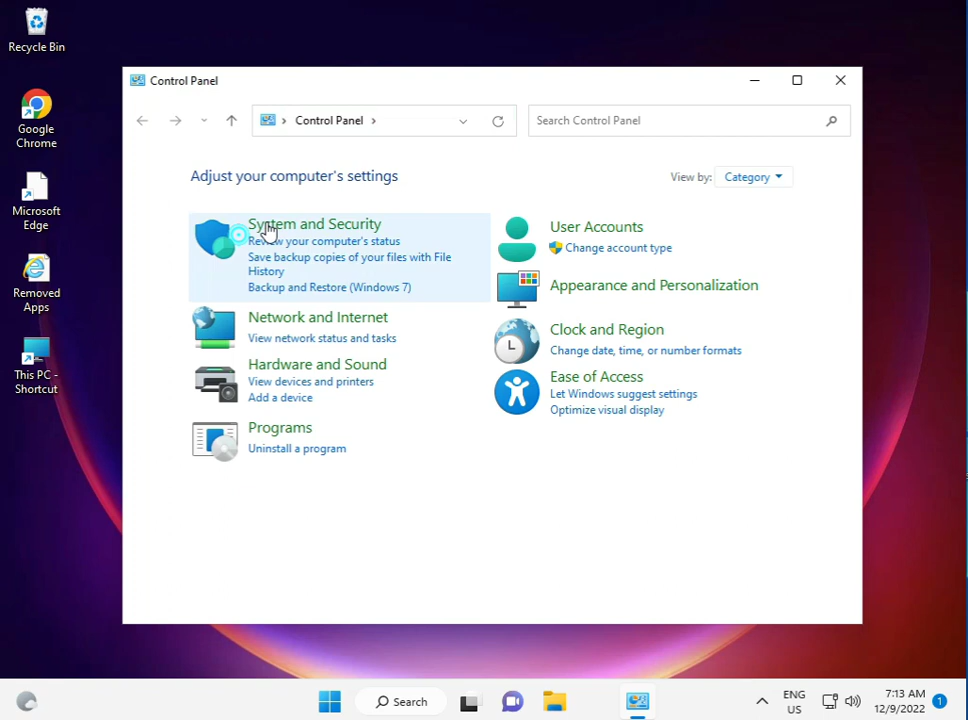 Recycle Bin
Google
Chrome
Microsoft
Edge
Removed
Apps
This PC -
Shortcut
Control Panel
Control Panel
Search Control Panel
Adjust your computer's settings
View by: Category
System and Security
Review your computer's status
Save backup copies of your files with File
History
Backup and Restore (Windows 7)
Network and Internet
View network status and tasks
Hardware and Sound
View devices and printers
Add a device
Programs
Uninstall a program
User Accounts
Change account type
Appearance and Personalization
Clock and Region
Change date, time, or number formats
Ease of Access
Let Windows suggest settings
Optimize visual display
Search
ENG
US
7:13 AM
12/9/2022
1